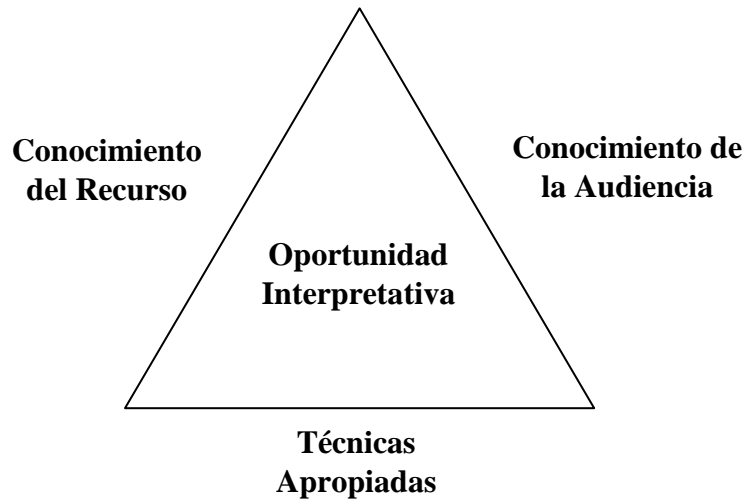 Conocimiento
del Recurso
Conocimiento de
la Audiencia
Oportunidad
Interpretativa
Técnicas
Apropiadas